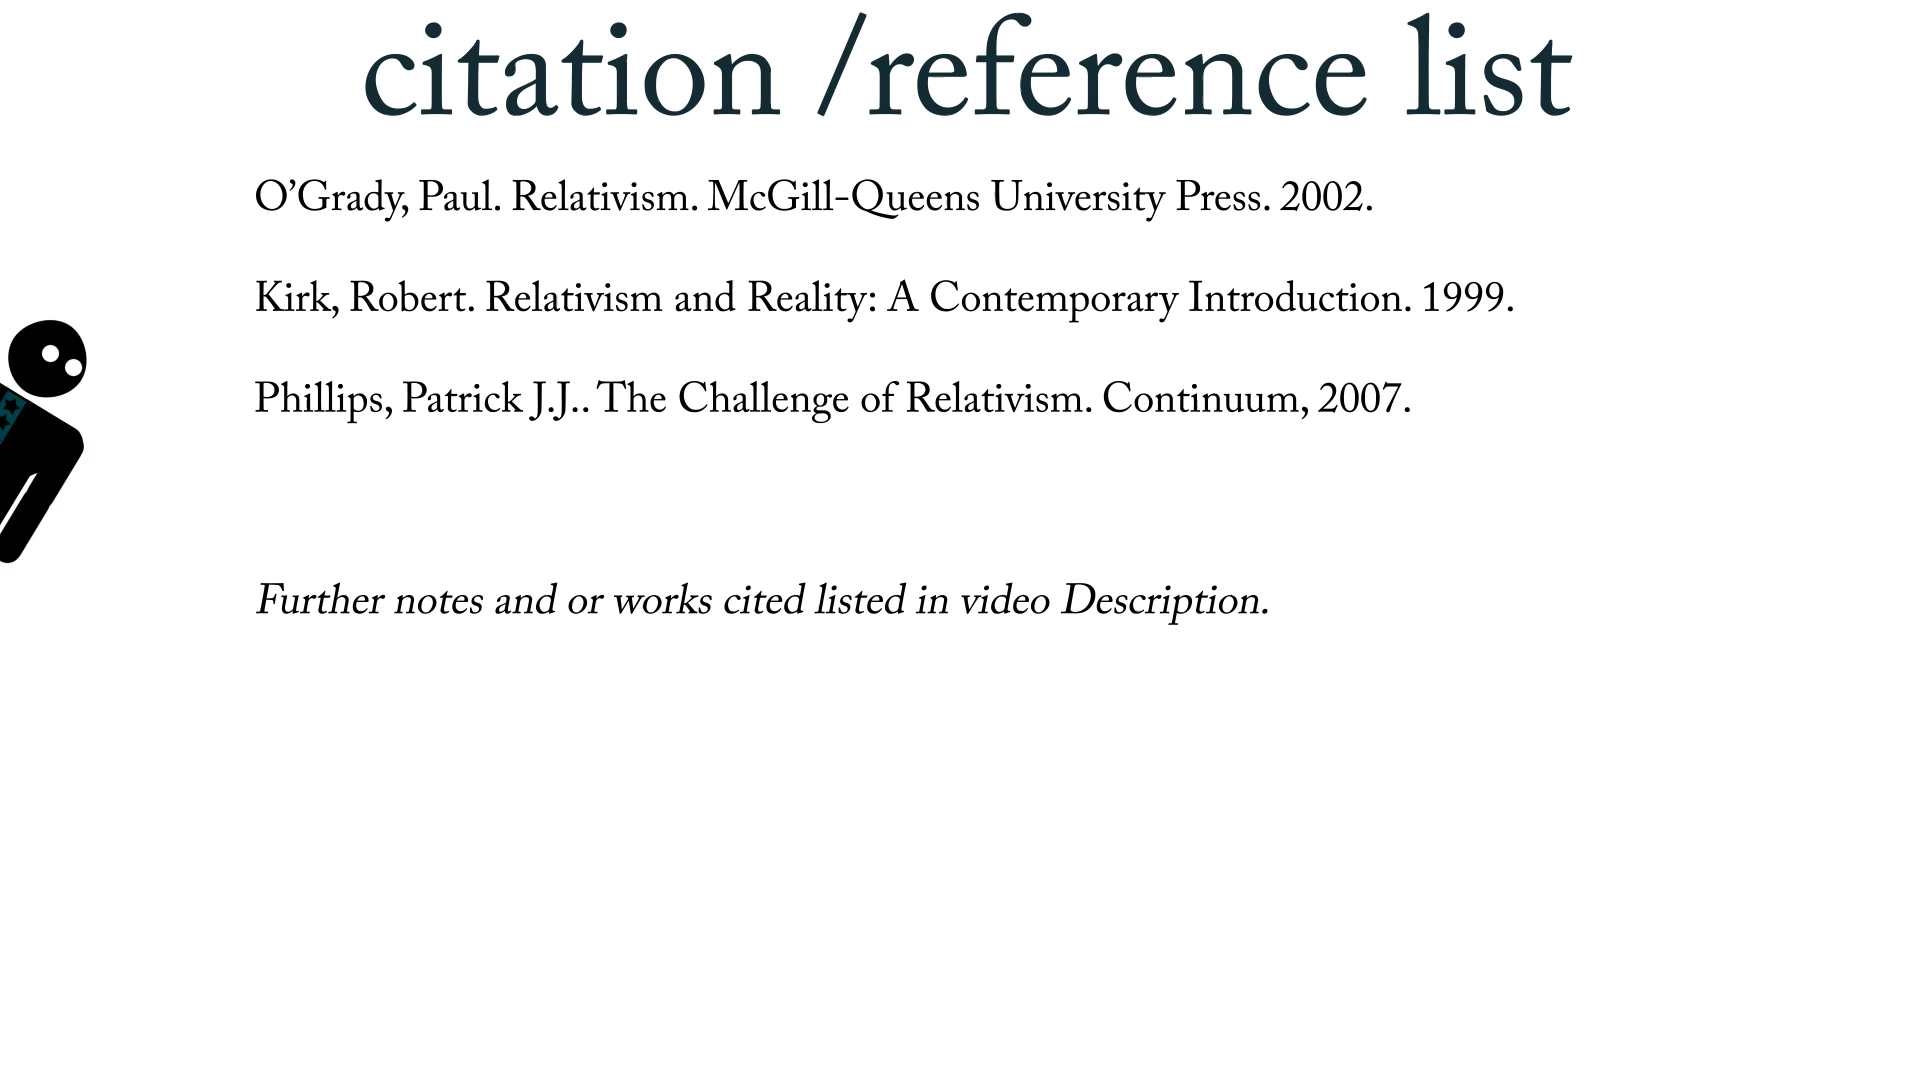 citation /reference list
O’Grady, Paul. Relativism. McGill-Queens University Press. 2002.
Kirk, Robert. Relativism and Reality: A Contemporary Introduction. 1999.
Phillips, Patrick J.J.. The Challenge of Relativism. Continuum, 2007.
Further notes and or works cited listed in video Description.